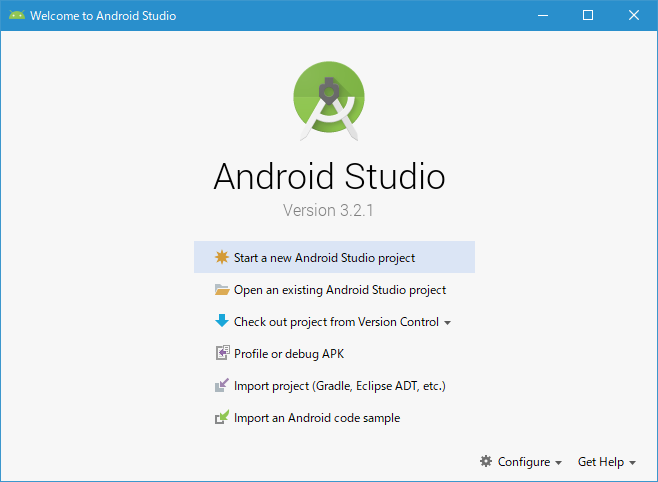 Welcome to Android Studio
Android Studio
Version 3.2.1
Start a new Android Studio project
Open an existing Android Studio project
Check out project from Version Control
Profile or debug APK
Import project (Gradle, Eclipse ADT, etc.)
Import an Android code sample
Configure Get Help